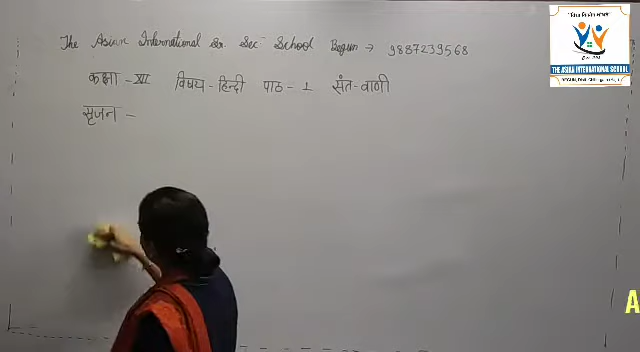 The Asian International Sr. Sec School Begun → 9887239568
कक्षा - XII विषय - हिन्दी पाठ - 1 संत-वाणी
सृजन -
THE ASIAN INTERNATIONAL SCHOOL
A